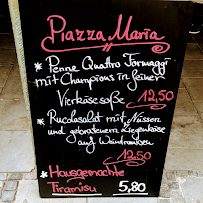 Piazza Maria
* Penne Quattro Formaggi
mit Champions in feiner
Vierkäsesoße 12,50
* Rucolasalat mit Nüssen
und gebratenem Ziegenkäse
auf Weintrauben
12,50
* Hausgemachte
Tiramisu 5,80